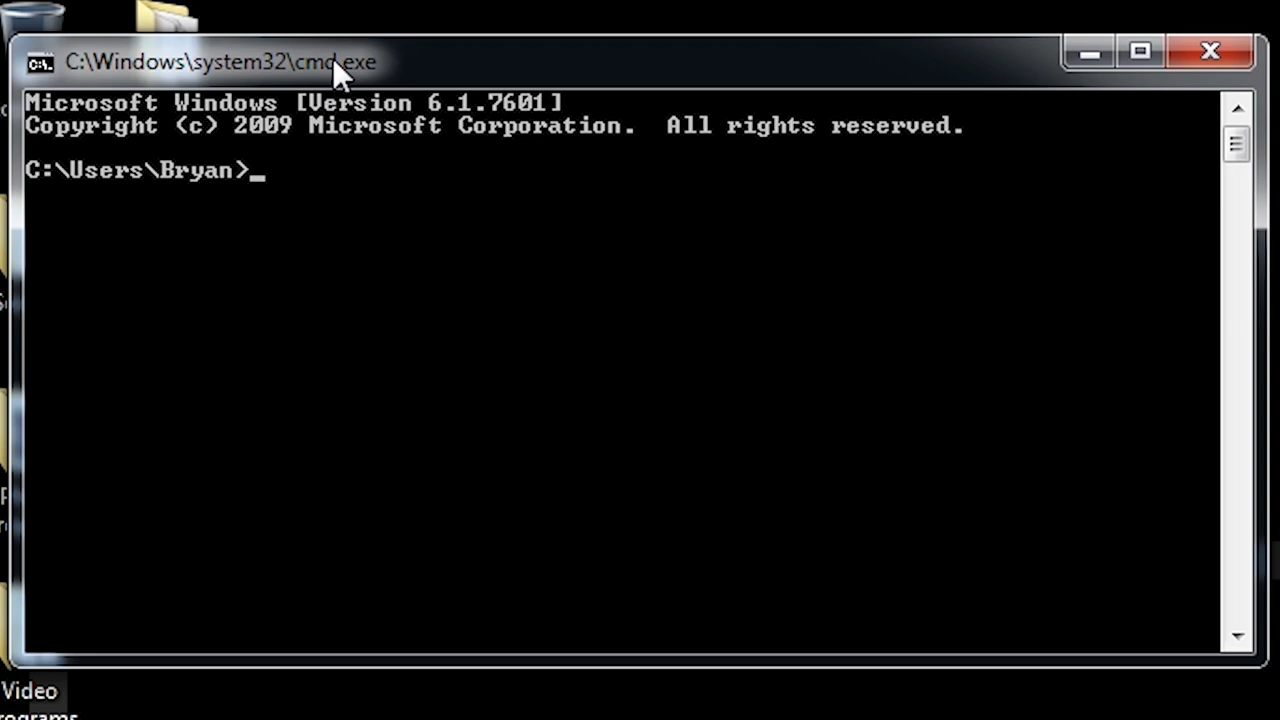 C:\Windows\system32\cmd.exe
Microsoft Windows [Version 6.1.7601]
Copyright (c) 2009 Microsoft Corporation.  All rights reserved.
C:\Users\Bryan>_
Video